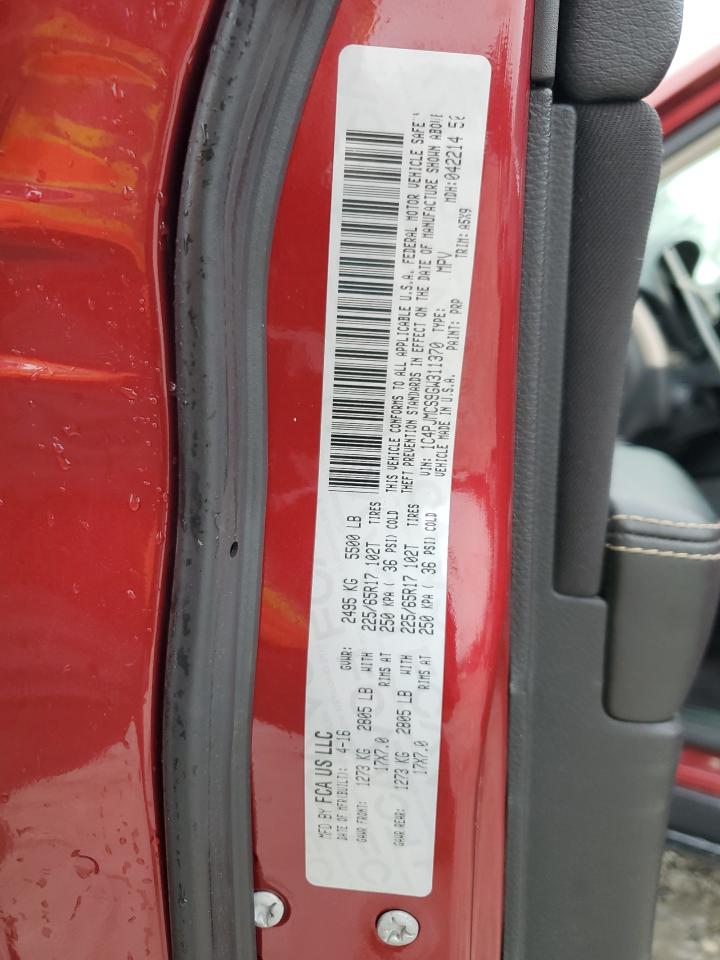 MFD BY FCA US LLC
DATE OF MFR(BUILT): 4-16 GVWR: 2495 KG 5500 LB
GAWR FRONT: 1273 KG 2805 LB WITH 225/65R17 102T TIRES
17X7.0 RIMS AT 250 KPA ( 36 PSI) COLD
GAWR REAR: 1273 KG 2805 LB WITH 225/65R17 102T TIRES
17X7.0 RIMS AT 250 KPA ( 36 PSI) COLD
THIS VEHICLE CONFORMS TO ALL APPLICABLE U.S.A. FEDERAL MOTOR VEHICLE
THEFT PREVENTION STANDARDS IN EFFECT ON THE DATE OF MANUFACTURE SHOWN
VIN: 1C4PJMCS9GW311370 TYPE: MPV MDH:042214
VEHICLE MADE IN U.S.A. PAINT: PRP TRIM: A5X9